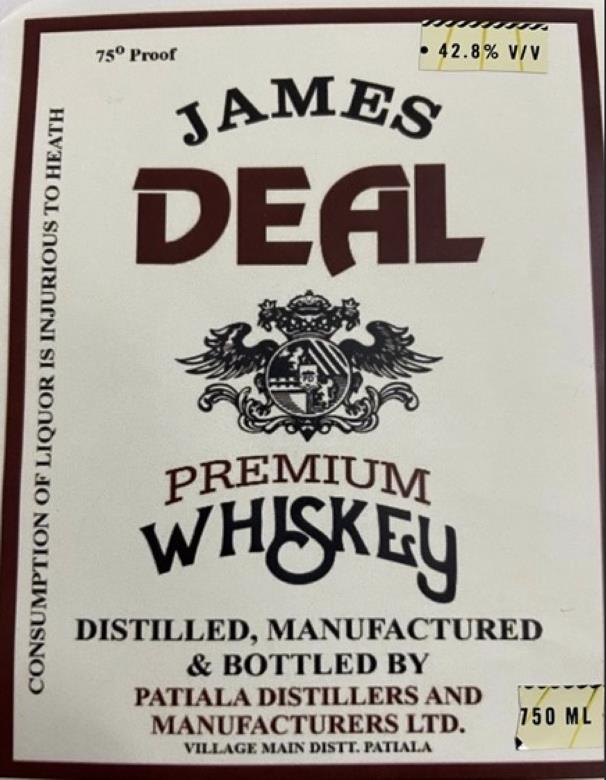 75⁰ Proof
• 42.8% V/V
JAMES
DEAL
PREMIUM
WHISKEY
DISTILLED, MANUFACTURED
& BOTTLED BY
PATIALA DISTILLERS AND
MANUFACTURERS LTD.
VILLAGE MAIN DISTT. PATIALA
750 ML
CONSUMPTION OF LIQUOR IS INJURIOUS TO HEATH